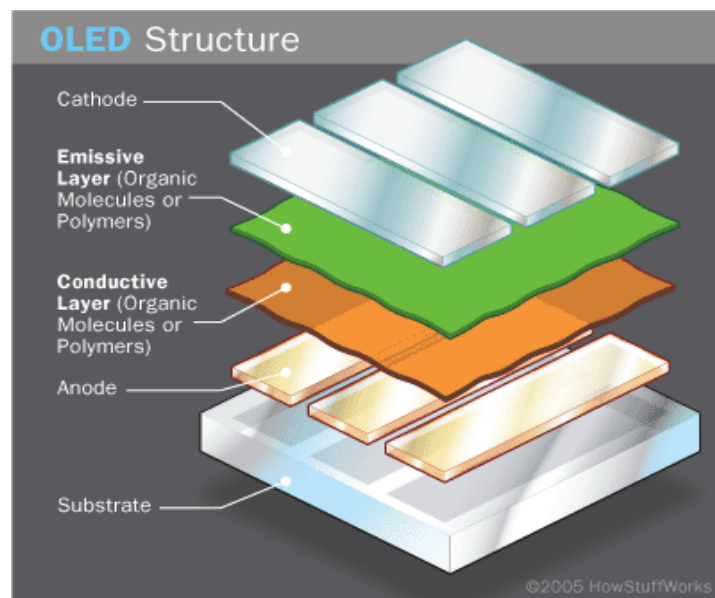 OLED Structure
Cathode
Emissive
Layer (Organic
Molecules or
Polymers)
Conductive
Layer (Organic
Molecules or
Polymers)
Anode
Substrate
©2005 HowStuffWorks